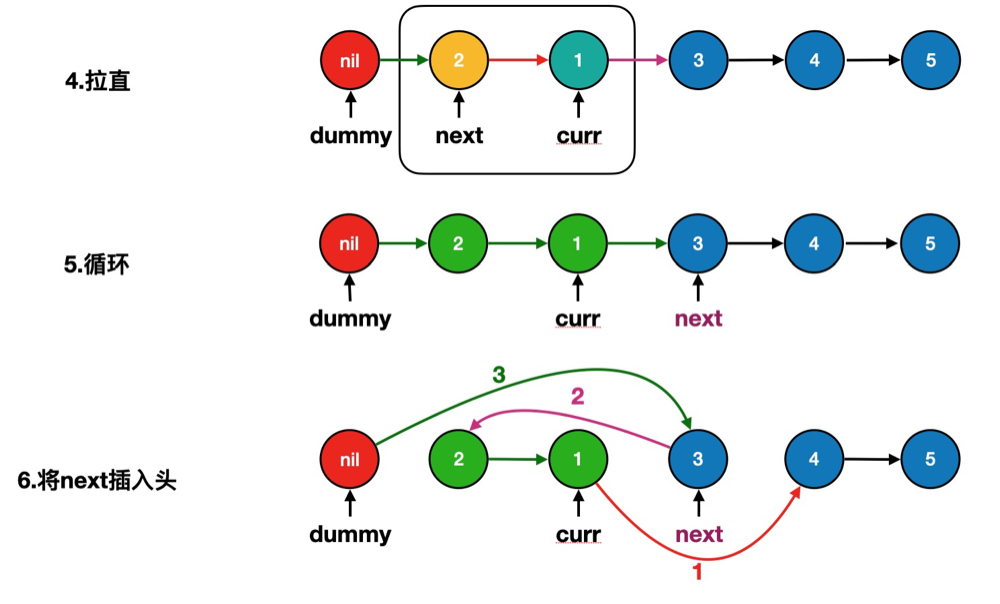 4.拉直
nil 2 1 3 4 5
dummy next curr
5.循环
nil 2 1 3 4 5
dummy curr next
3
2
6.将next插入头
nil 2 1 3 4 5
dummy curr next
1